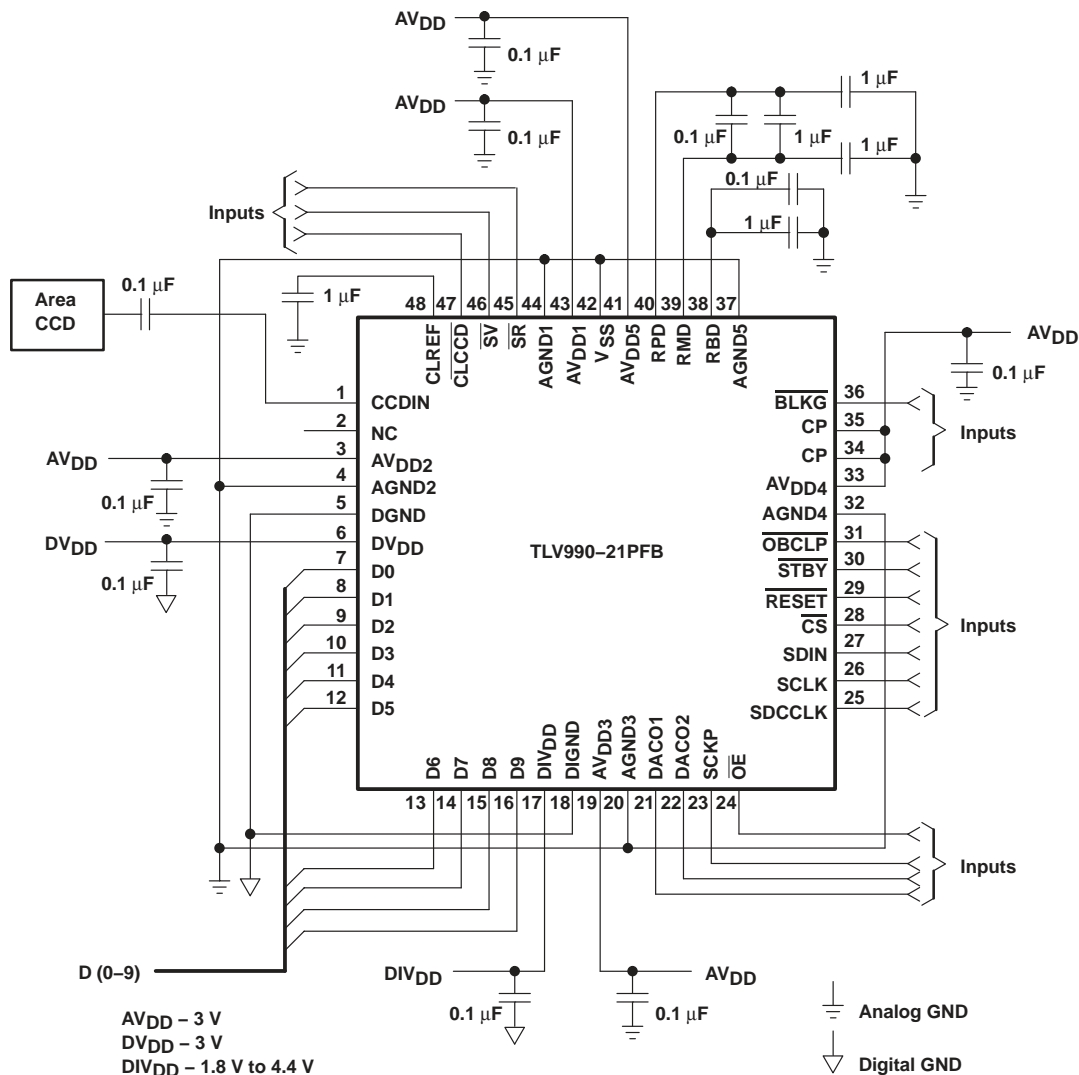 AVDD
0.1 μF
AVDD
0.1 μF
1 μF
0.1 μF
1 μF
1 μF
0.1 μF
1 μF
Inputs
0.1 μF
1 μF
Area
CCD
48 47 46 45 44 43 42 41 40 39 38 37
CLREF
CLCCD
SV
SR
AGND1
AVDD1
VSS
AVDD5
RPD
RMD
RBD
AGND5
AVDD
0.1 μF
1 CCDIN
2 NC
3 AVDD2
4 AGND2
5 DGND
6 DVDD
7 D0
8 D1
9 D2
10 D3
11 D4
12 D5
AVDD
0.1 μF
DVDD
0.1 μF
TLV990–21PFB
BLKG 36
CP 35
CP 34
AVDD4 33
AGND4 32
OBCLP 31
STBY 30
RESET 29
CS 28
SDIN 27
SCLK 26
SDCCLK 25
Inputs
Inputs
D6
D7
D8
D9
DIVDD
DIGND
AVDD3
AGND3
DACO1
DACO2
SCKP
OE
13 14 15 16 17 18 19 20 21 22 23 24
Inputs
D (0–9)
DIVDD
0.1 μF
AVDD
0.1 μF
AVDD – 3 V
DVDD – 3 V
DIVDD – 1.8 V to 4.4 V
Analog GND
Digital GND